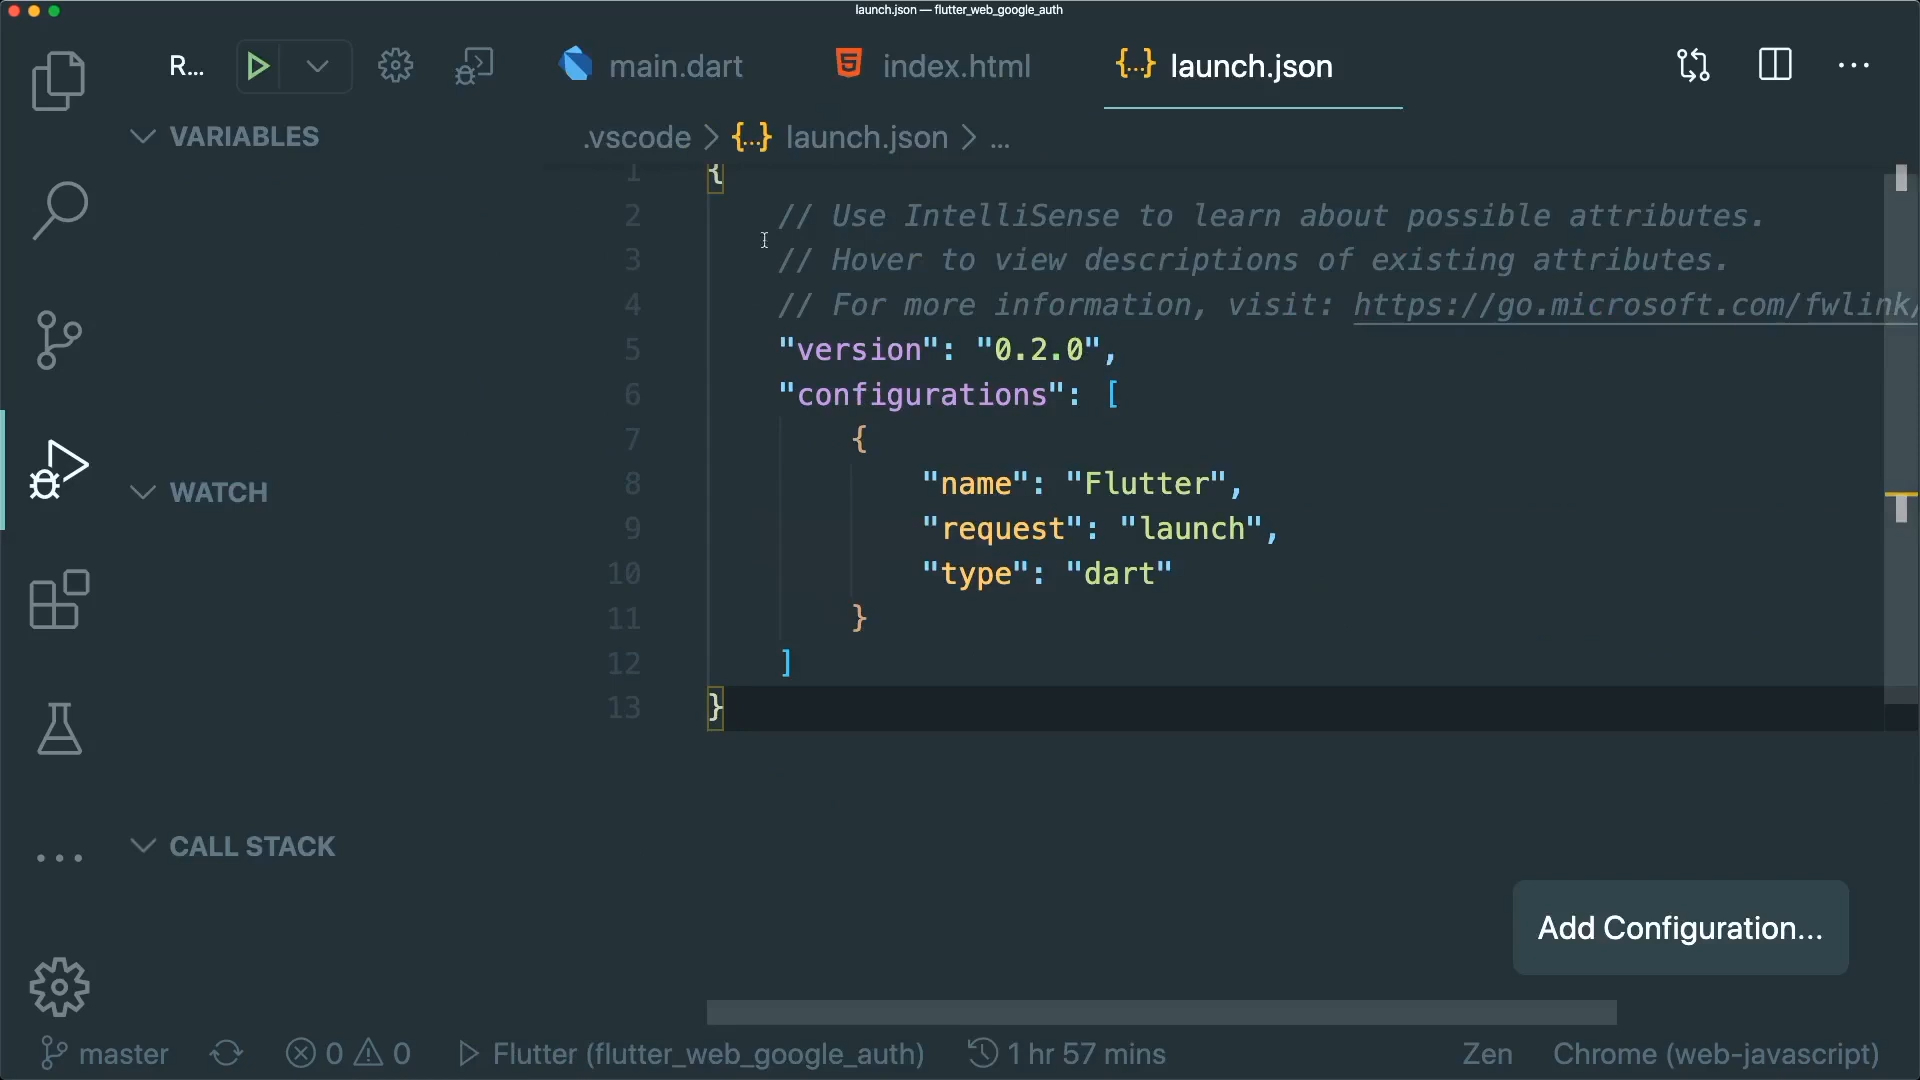 launch.json — flutter_web_google_auth
R...
main.dart
index.html
{...} launch.json
VARIABLES
.vscode > {...} launch.json > ...
1 {
2 // Use IntelliSense to learn about possible attributes.
3 // Hover to view descriptions of existing attributes.
4 // For more information, visit: https://go.microsoft.com/fwlink/
5 "version": "0.2.0",
6 "configurations": [
7 {
8 "name": "Flutter",
9 "request": "launch",
10 "type": "dart"
11 }
12 ]
13 }
WATCH
CALL STACK
Add Configuration...
master
0
0
Flutter (flutter_web_google_auth)
1 hr 57 mins
Zen
Chrome (web-javascript)